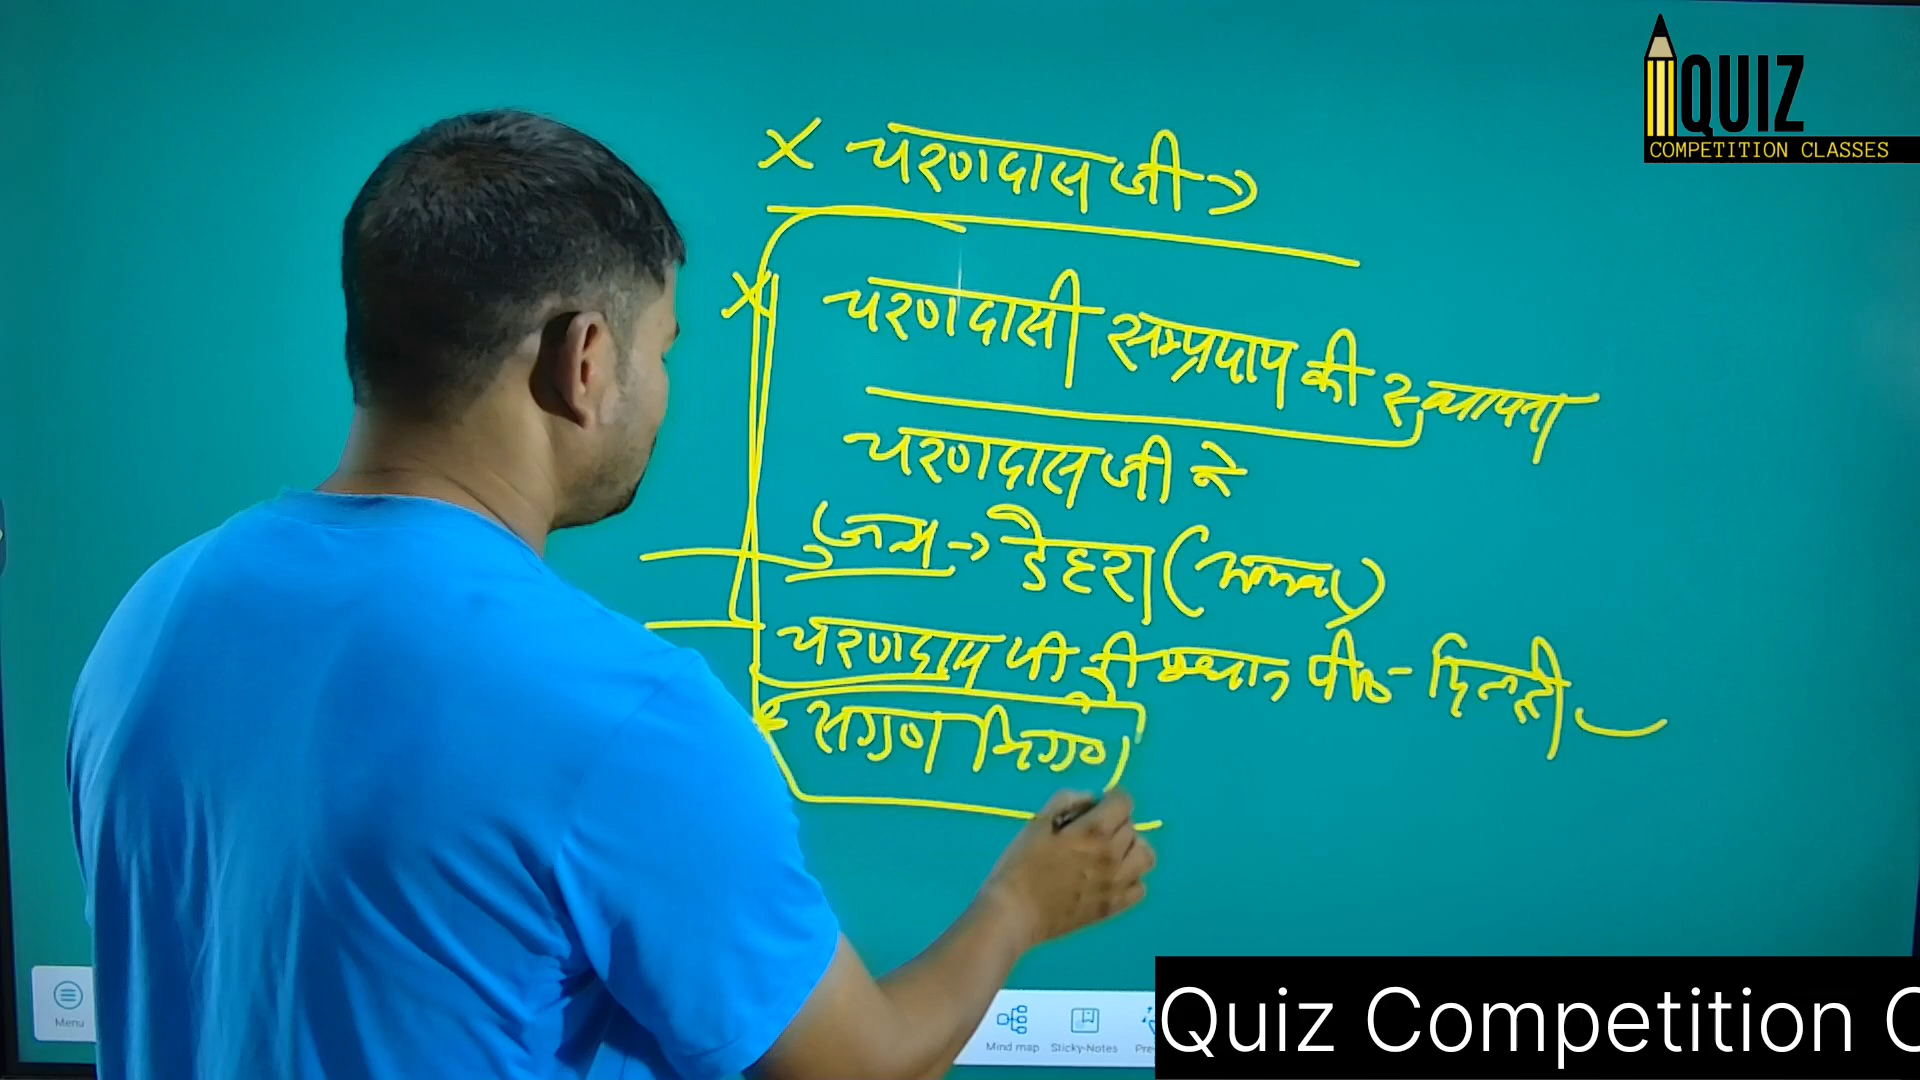 QUIZ
COMPETITION CLASSES
× चरणदास जी →
× चरणदासी सम्प्रदाय की स्थापना
चरणदास जी ने
जन्म → डेहरा (
चरणदास जी की प्रधान पीठ - दिल्ली
सगुण निगुण
Menu
Mind map
Sticky-Notes
Quiz Competition C